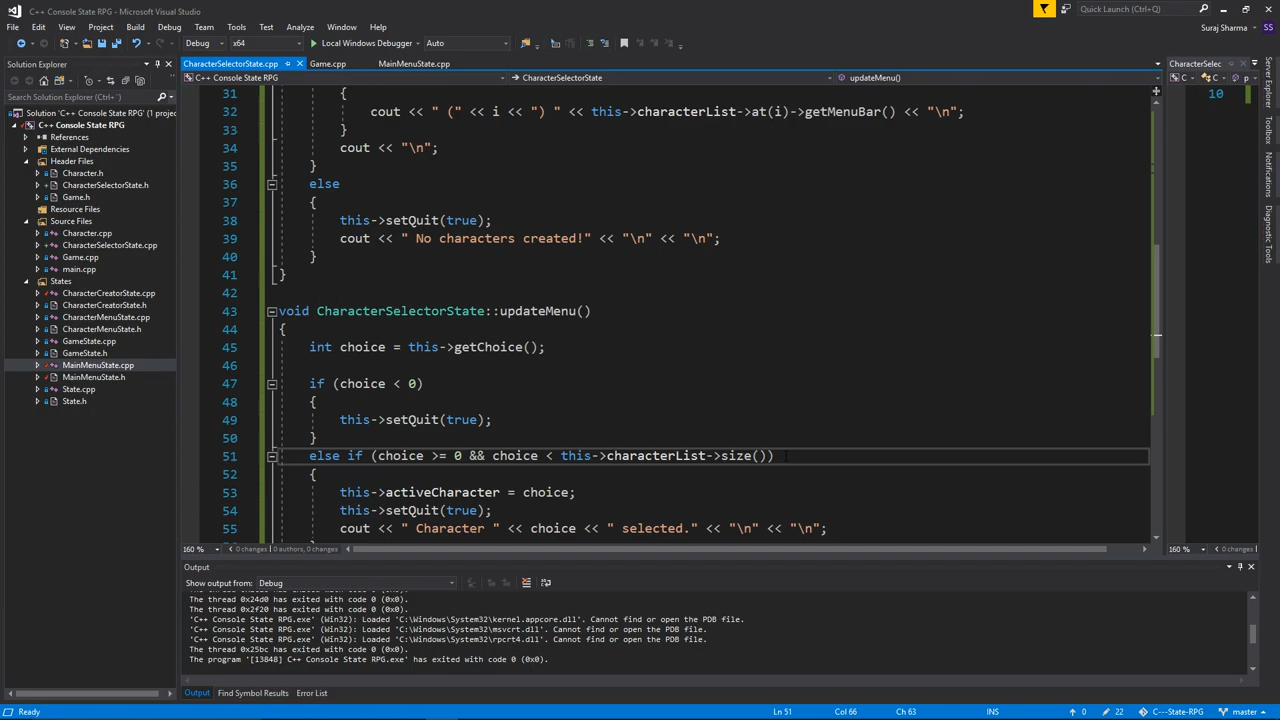 C++ Console State RPG - Microsoft Visual Studio
Quick Launch (Ctrl+Q)
File Edit View Project Build Debug Team Tools Test Analyze Window Help
Suraj Sharma SS
Debug x64 Local Windows Debugger Auto
Solution Explorer
CharacterSelectorState.cpp Game.cpp MainMenuState.cpp
CharacterSelec
C++ Console State RPG CharacterSelectorState updateMenu()
Search Solution Explorer (Ctrl+
Solution 'C++ Console State RPG' (1 projec
C++ Console State RPG
References
External Dependencies
Header Files
Character.h
CharacterSelectorState.h
Game.h
Resource Files
Source Files
Character.cpp
CharacterSelectorState.cpp
Game.cpp
main.cpp
States
CharacterCreatorState.cpp
CharacterCreatorState.h
CharacterMenuState.cpp
CharacterMenuState.h
GameState.cpp
GameState.h
MainMenuState.cpp
MainMenuState.h
State.cpp
State.h
31 {
32 cout << " (" << i << ") " << this->characterList->at(i)->getMenuBar() << "\n";
33 }
34 cout << "\n";
35 }
36 else
37 {
38 this->setQuit(true);
39 cout << " No characters created!" << "\n" << "\n";
40 }
41 }
42
43 void CharacterSelectorState::updateMenu()
44 {
45 int choice = this->getChoice();
46
47 if (choice < 0)
48 {
49 this->setQuit(true);
50 }
51 else if (choice >= 0 && choice < this->characterList->size())
52 {
53 this->activeCharacter = choice;
54 this->setQuit(true);
55 cout << " Character " << choice << " selected." << "\n" << "\n";
10
Toolbox
Notifications
Diagnostic Tools
160 % 0 changes | 0 authors, 0 changes
160 % 0 changes
Output
Show output from: Debug
The thread 0x24d0 has exited with code 0 (0x0).
The thread 0x2f20 has exited with code 0 (0x0).
'C++ Console State RPG.exe' (Win32): Loaded 'C:\Windows\System32\kernel.appcore.dll'. Cannot find or open the PDB file.
'C++ Console State RPG.exe' (Win32): Loaded 'C:\Windows\System32\msvcrt.dll'. Cannot find or open the PDB file.
'C++ Console State RPG.exe' (Win32): Loaded 'C:\Windows\System32\rpcrt4.dll'. Cannot find or open the PDB file.
The thread 0x25bc has exited with code 0 (0x0).
The program '[13848] C++ Console State RPG.exe' has exited with code 0 (0x0).
Output Find Symbol Results Error List
Ready Ln 51 Col 66 Ch 63 INS 0 22 C---State-RPG master